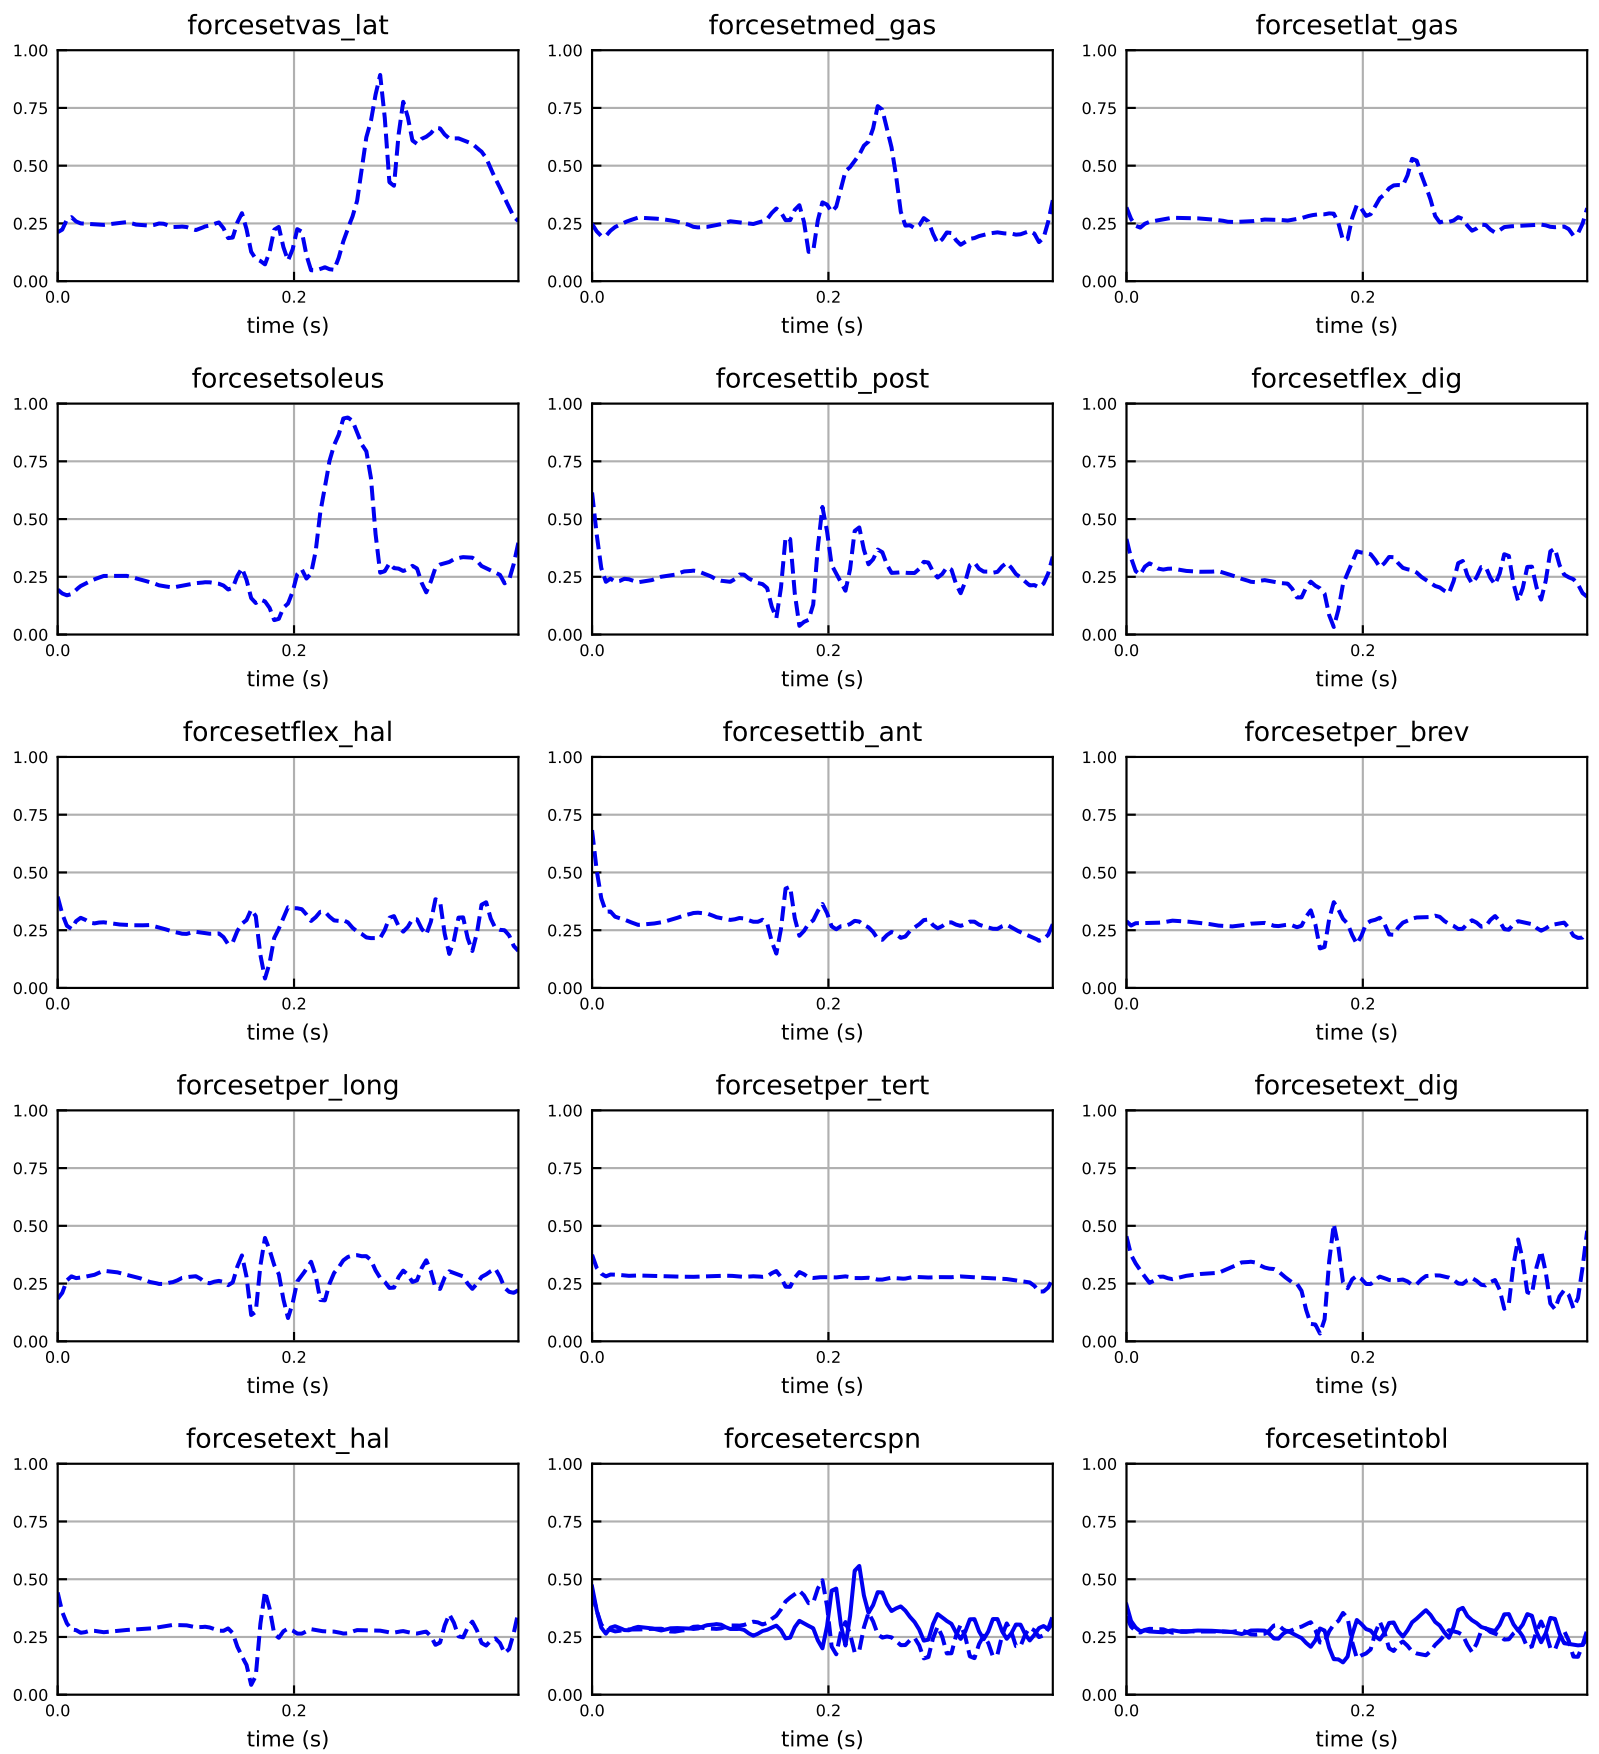 forcesetvas_lat forcesetmed_gas forcesetlat_gas
1.00 1.00 1.00
0.75 0.75 0.75
0.50 0.50 0.50
0.25 0.25 0.25
0.00 0.00 0.00
0.0 0.2 0.0 0.2 0.0 0.2
time (s) time (s) time (s)
forcesetsoleus forcesettib_post forcesetflex_dig
1.00 1.00 1.00
0.75 0.75 0.75
0.50 0.50 0.50
0.25 0.25 0.25
0.00 0.00 0.00
0.0 0.2 0.0 0.2 0.0 0.2
time (s) time (s) time (s)
forcesetflex_hal forcesettib_ant forcesetper_brev
1.00 1.00 1.00
0.75 0.75 0.75
0.50 0.50 0.50
0.25 0.25 0.25
0.00 0.00 0.00
0.0 0.2 0.0 0.2 0.0 0.2
time (s) time (s) time (s)
forcesetper_long forcesetper_tert forcesetext_dig
1.00 1.00 1.00
0.75 0.75 0.75
0.50 0.50 0.50
0.25 0.25 0.25
0.00 0.00 0.00
0.0 0.2 0.0 0.2 0.0 0.2
time (s) time (s) time (s)
forcesetext_hal forcesetercspn forcesetintobl
1.00 1.00 1.00
0.75 0.75 0.75
0.50 0.50 0.50
0.25 0.25 0.25
0.00 0.00 0.00
0.0 0.2 0.0 0.2 0.0 0.2
time (s) time (s) time (s)